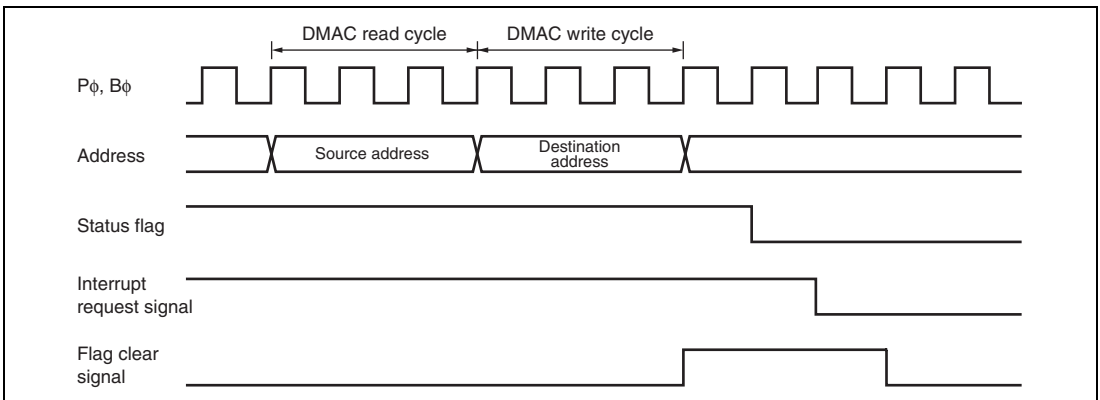 DMAC read cycle DMAC write cycle
Pϕ, Bϕ
Address
Source address
Destination
address
Status flag
Interrupt
request signal
Flag clear
signal